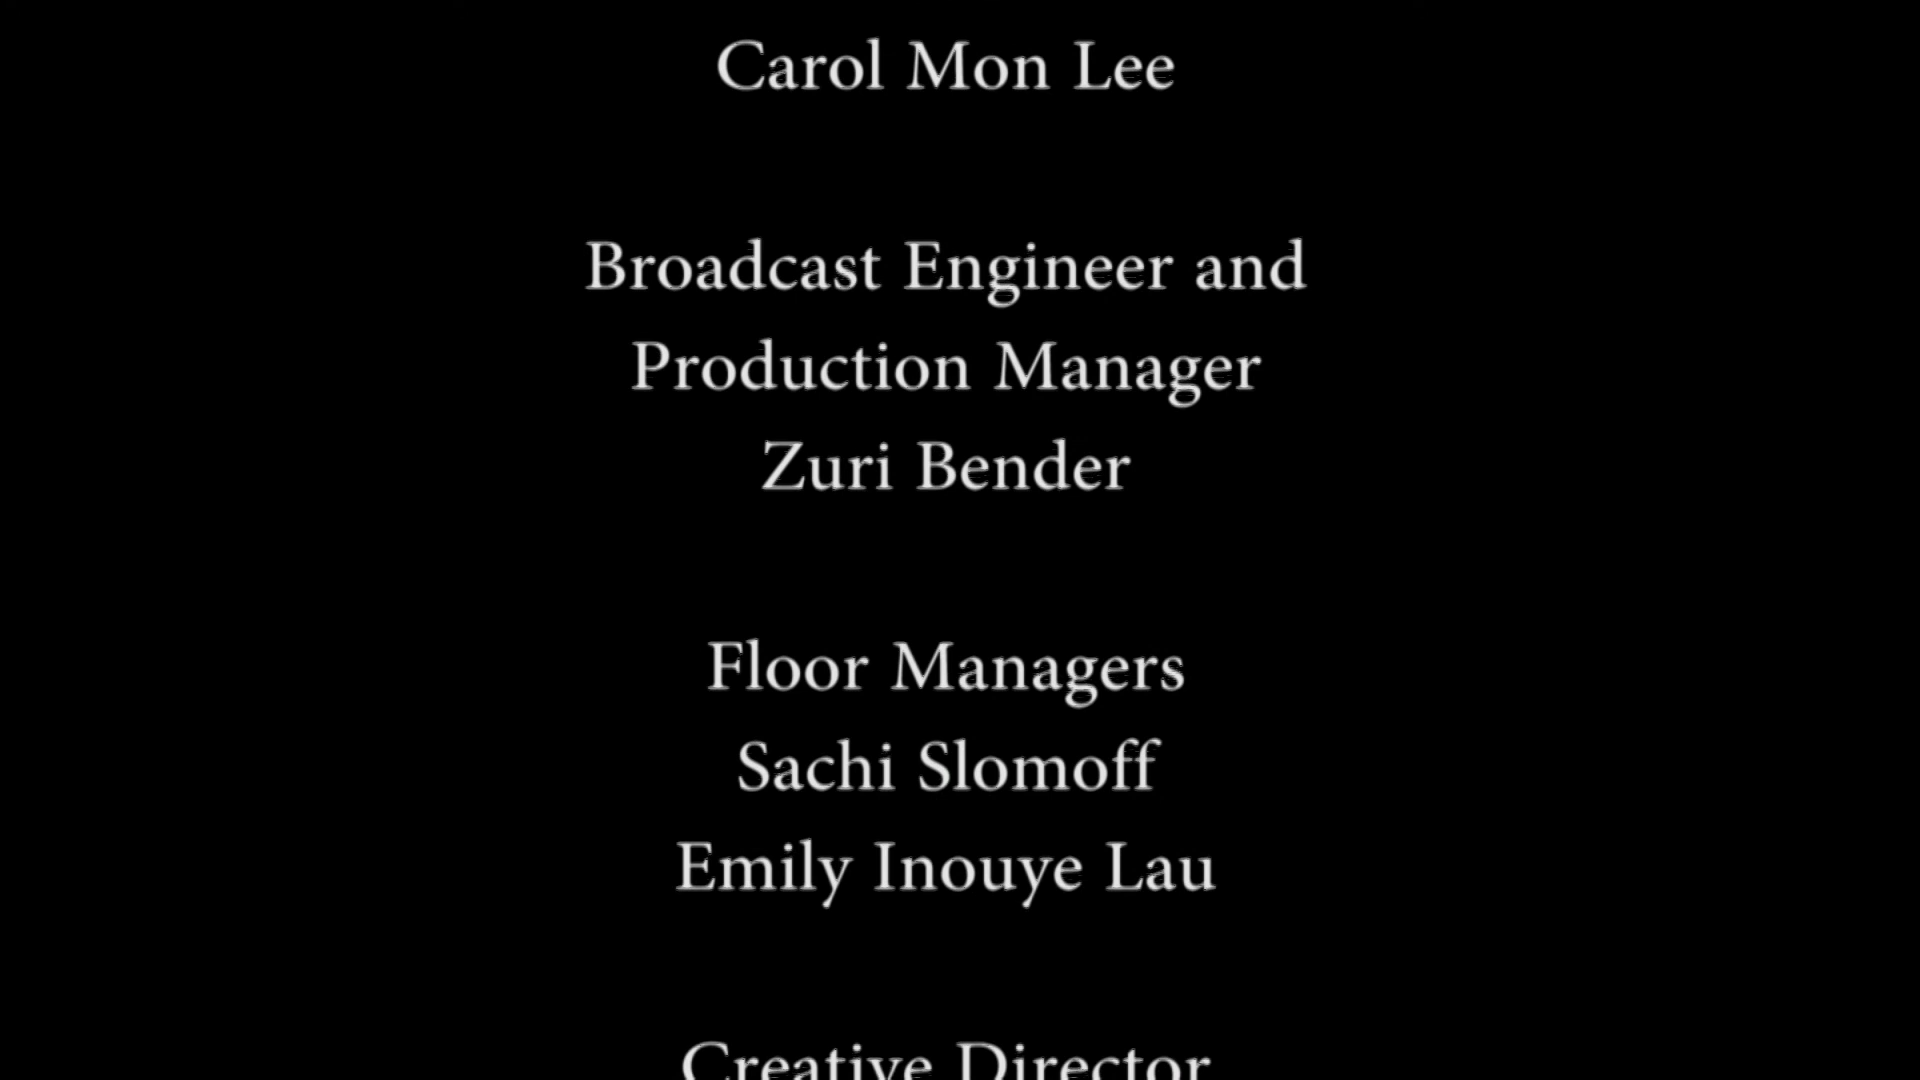 Carol Mon Lee
Broadcast Engineer and
Production Manager
Zuri Bender
Floor Managers
Sachi Slomoff
Emily Inouye Lau
Creative Director